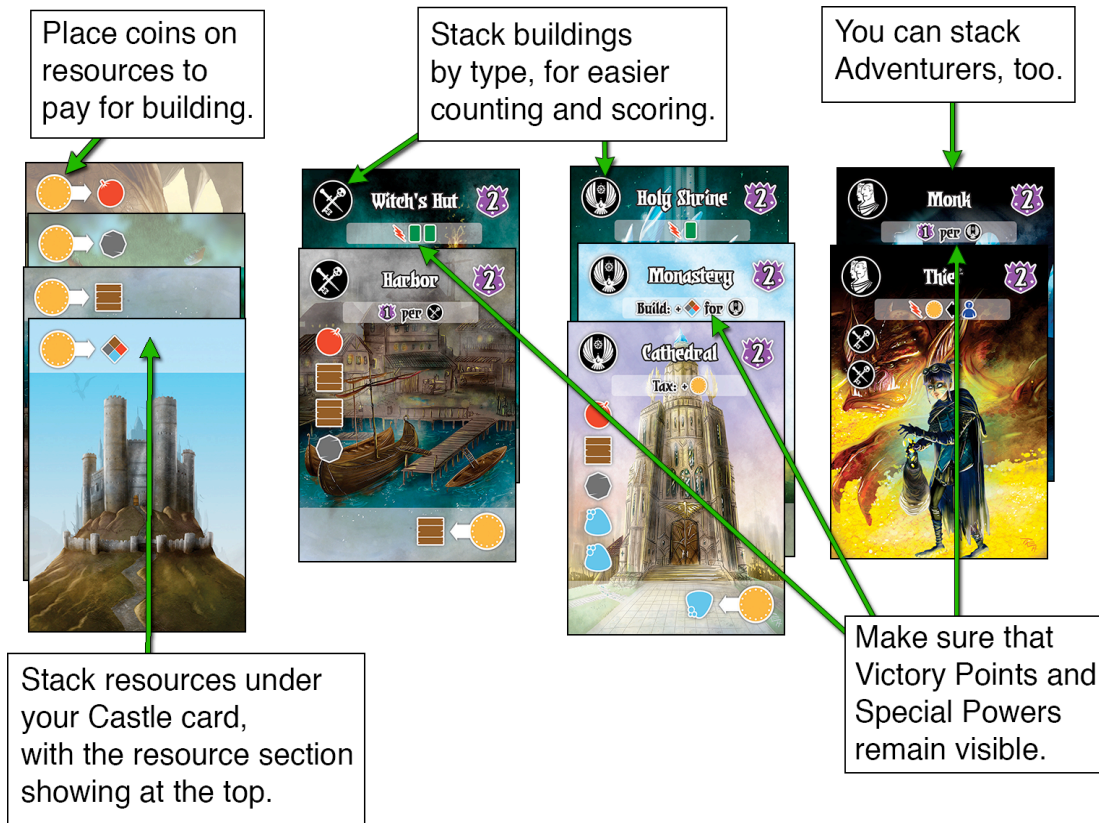 Place coins on
resources to
pay for building.
Stack buildings
by type, for easier
counting and scoring.
You can stack
Adventurers, too.
Witch's Hut 2
Harbor 2
1 per
Holy Shrine 2
Monastery 2
Build: + for
Cathedral 2
Tax: +
Monk 2
1 per
Thief 2
Stack resources under
your Castle card,
with the resource section
showing at the top.
Make sure that
Victory Points and
Special Powers
remain visible.